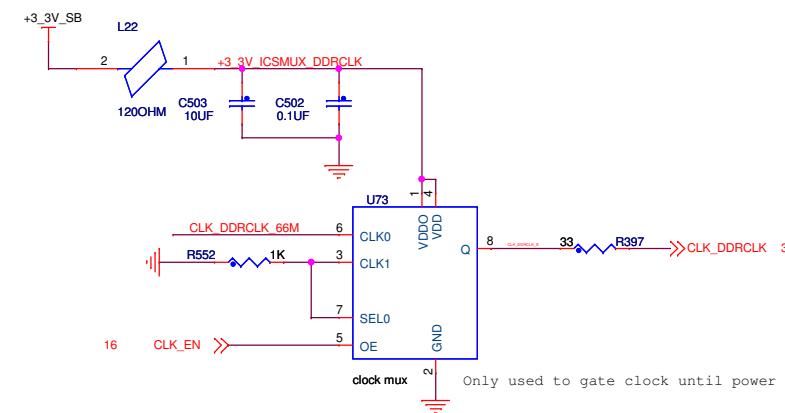 +3_3V_SB
L22
2
1
+3_3V_ICSMUX_DDRCLK
120OHM
C503
10UF
C502
0.1UF
U73
1
4
VDDO
VDD
CLK_DDRCLK_66M
6
CLK0
R552
1K
3
CLK1
7
SEL0
16
CLK_EN
5
OE
Q
8
33
R397
CLK_DDRCLK
GND
2
clock mux
Only used to gate clock until power